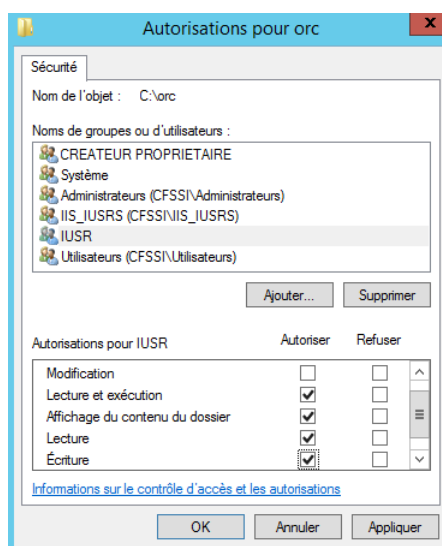 Autorisations pour orc
Sécurité
Nom de l'objet : C:\orc
Noms de groupes ou d'utilisateurs :
CREATEUR PROPRIETAIRE
Système
Administrateurs (CFSSI\Administrateurs)
IIS_IUSRS (CFSSI\IIS_IUSRS)
IUSR
Utilisateurs (CFSSI\Utilisateurs)
Ajouter... Supprimer
Autorisations pour IUSR Autoriser Refuser
Modification
Lecture et exécution
Affichage du contenu du dossier
Lecture
Écriture
Informations sur le contrôle d'accès et les autorisations
OK Annuler Appliquer